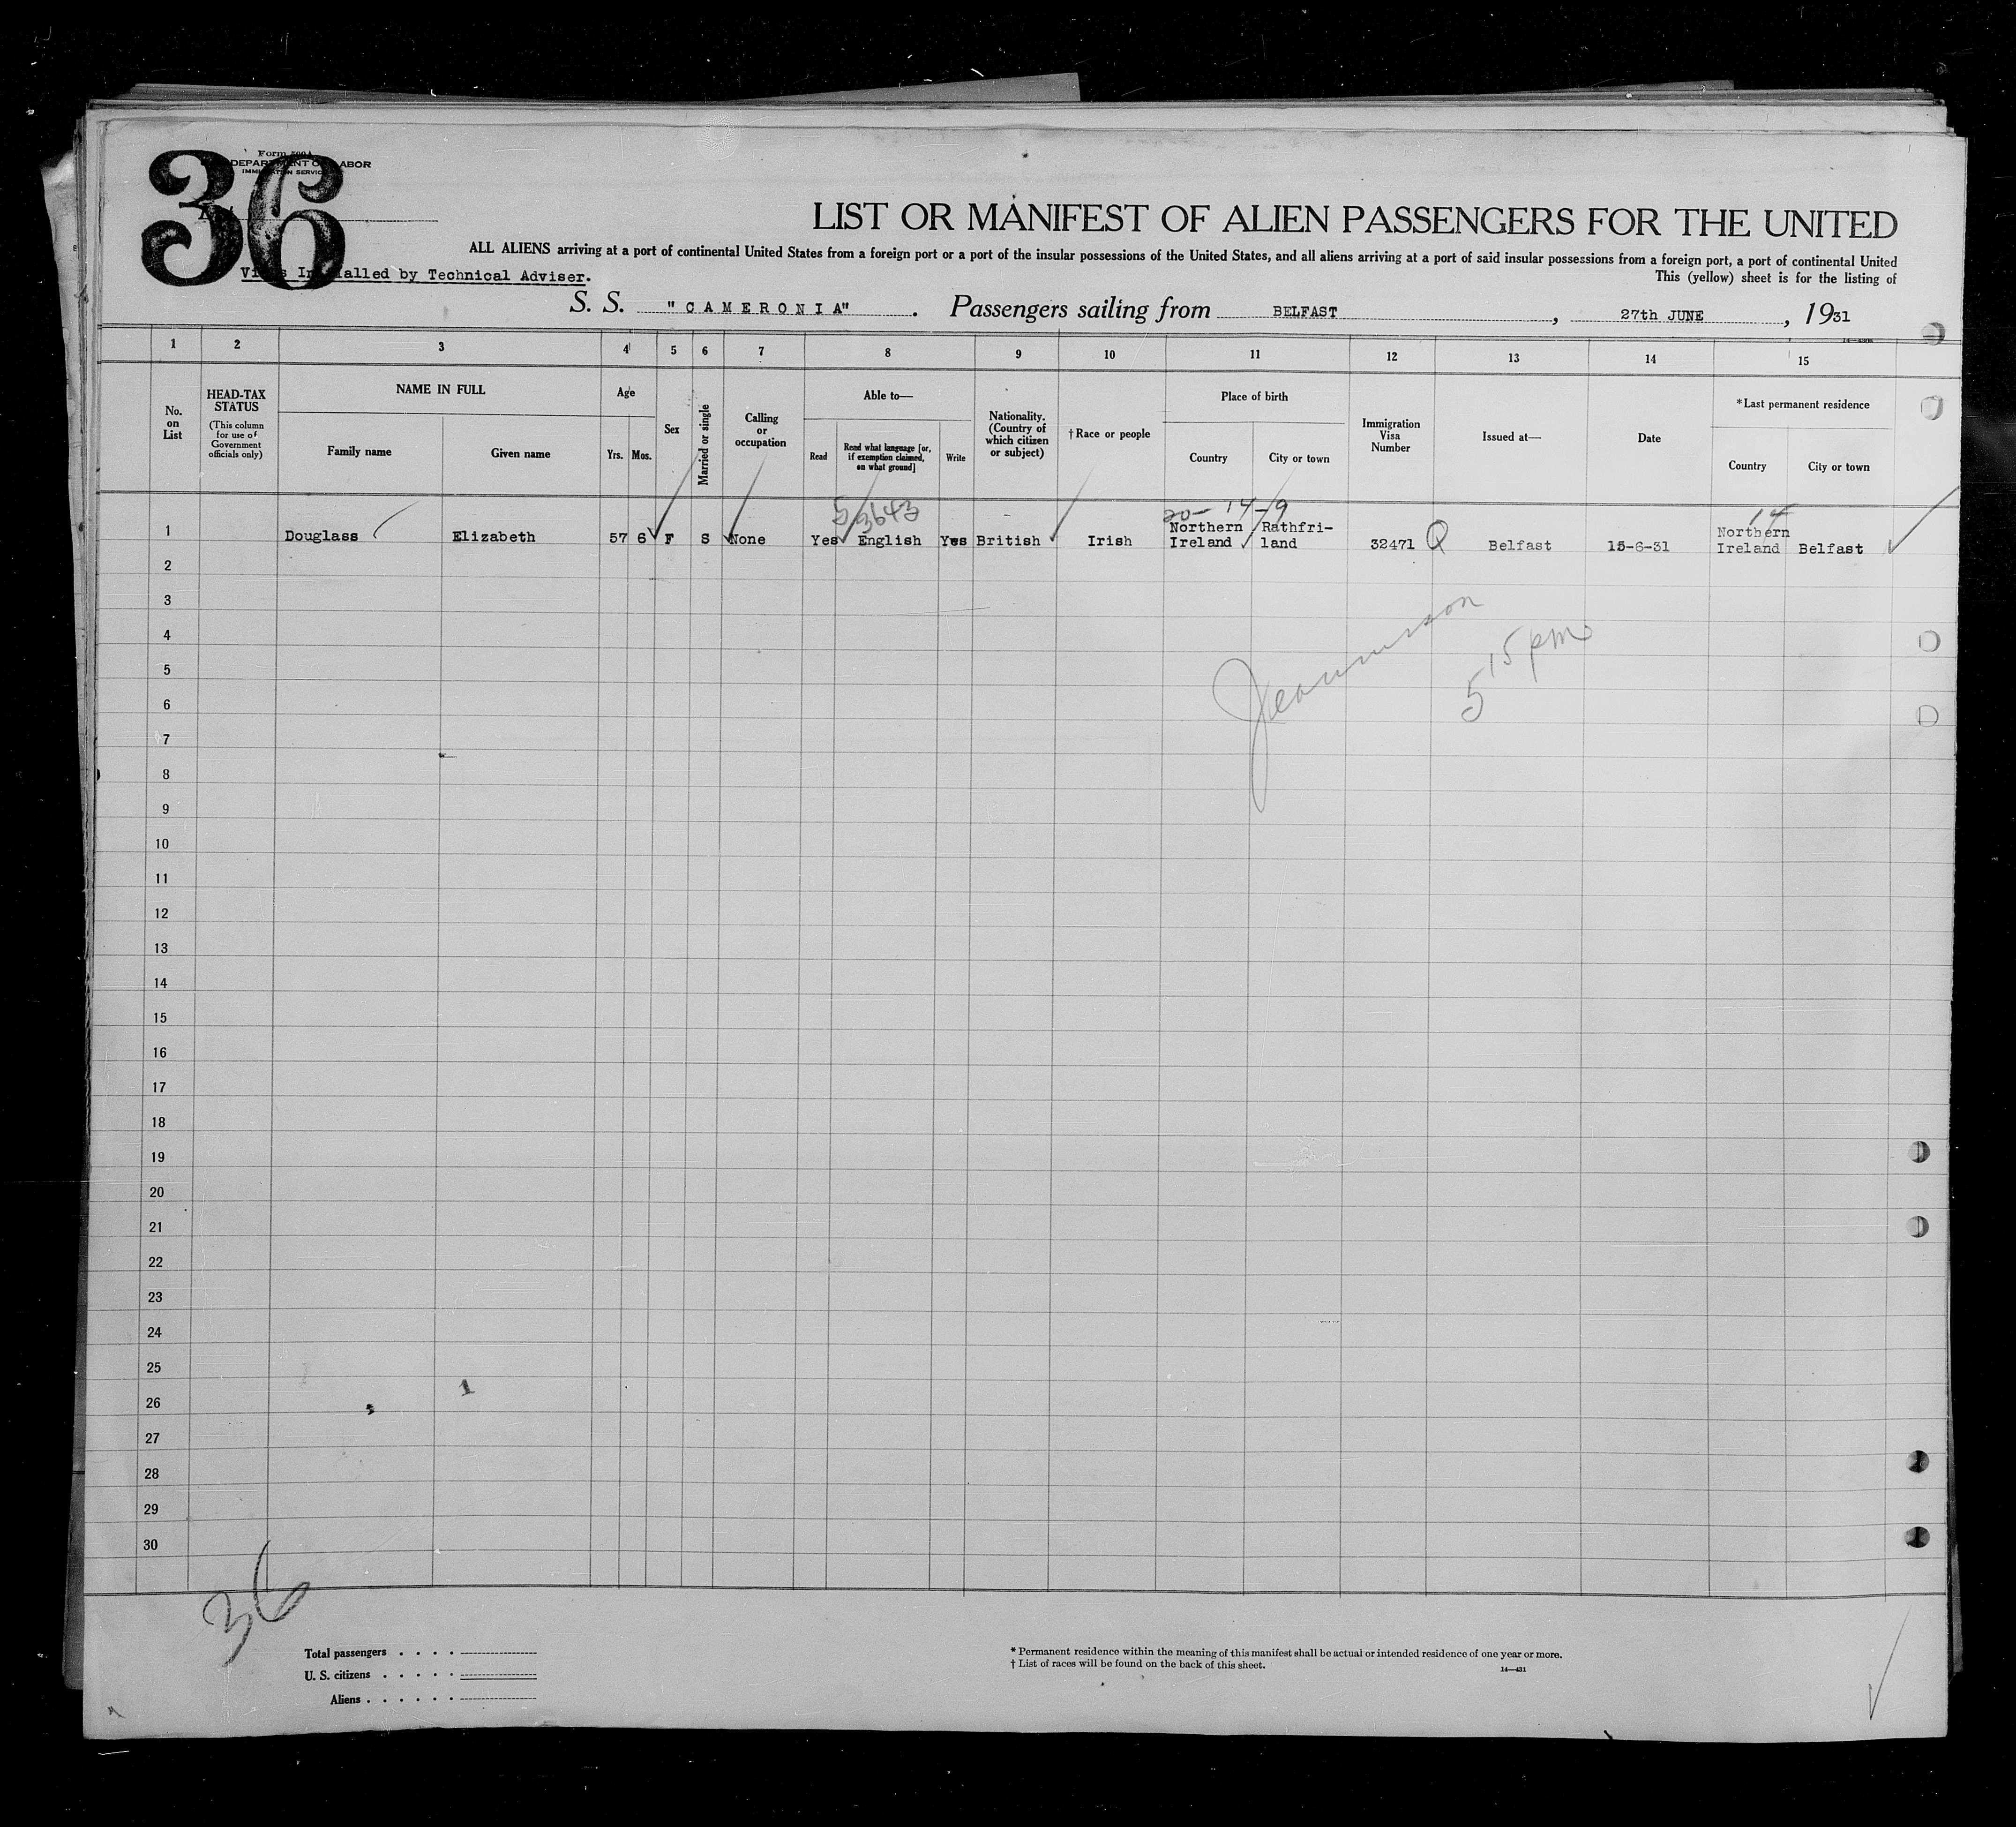 36
Form 500 A
DEPARTMENT OF LABOR
IMMIGRATION SERVICE
LIST OR MANIFEST OF ALIEN PASSENGERS FOR THE UNITED
ALL ALIENS arriving at a port of continental United States from a foreign port or a port of the insular possessions of the United States, and all aliens arriving at a port of said insular possessions from a foreign port, a port of continental United
alled by Technical Adviser.
This (yellow) sheet is for the listing of
S. S. "CAMERONIA". Passengers sailing from BELFAST, 27th JUNE, 1931
1 2 3 4 5 6 7 8 9 10 11 12 13 14 15
No. on List
HEAD-TAX STATUS
(This column for use of Government officials only)
NAME IN FULL
Family name
Given name
Age
Yrs. Mos.
Sex
Married or single
Calling or occupation
Able to—
Read
Read what language [or, if exemption claimed, on what ground]
Write
Nationality. (Country of which citizen or subject)
†Race or people
Place of birth
Country
City or town
Immigration Visa Number
Issued at—
Date
*Last permanent residence
Country
City or town
20- 14-9
14
1 Douglass Elizabeth 57 6 F S None Yes English Yes British Irish Northern Ireland Rathfri-land 32471 Q Belfast 15-6-31 Northern Ireland Belfast
2
3
4
5
6
7
8
9
10
11
12
13
14
15
16
17
18
19
20
21
22
23
24
25
26
27
28
29
30
5 15 pm
36
Total passengers . . . .
U. S. citizens . . . . .
Aliens . . . . . .
* Permanent residence within the meaning of this manifest shall be actual or intended residence of one year or more.
† List of races will be found on the back of this sheet.
14—431